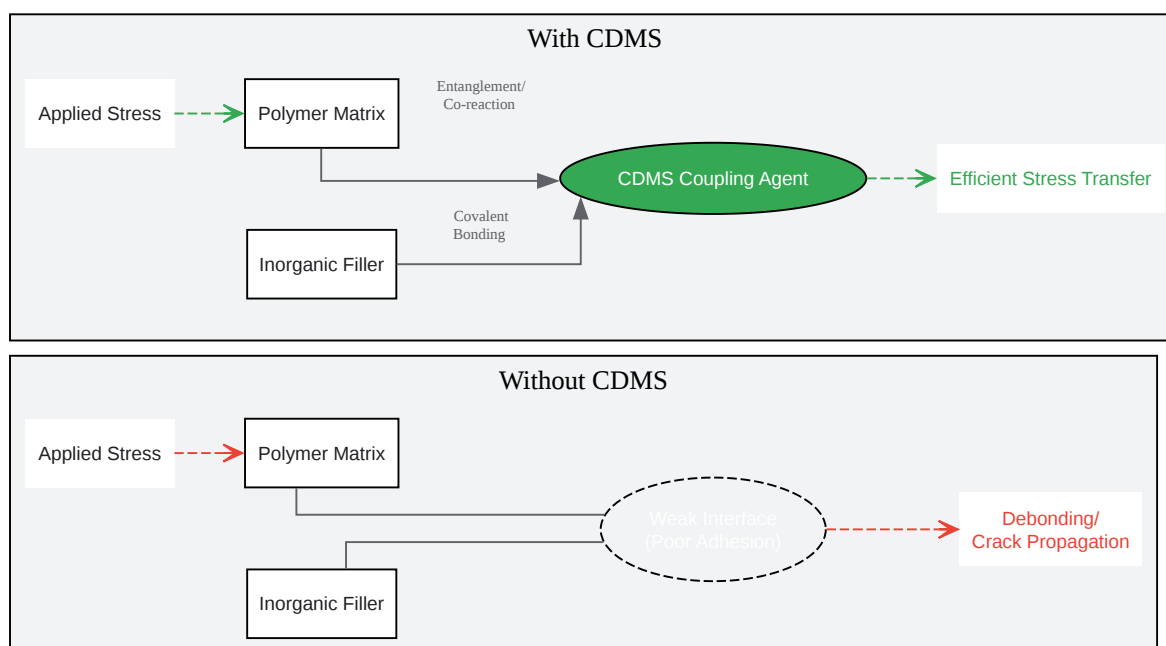 With CDMS
Entanglement/
Co-reaction
Applied Stress
Polymer Matrix
CDMS Coupling Agent
Efficient Stress Transfer
Covalent
Bonding
Inorganic Filler
Without CDMS
Applied Stress
Polymer Matrix
Weak Interface
(Poor Adhesion)
Debonding/
Crack Propagation
Inorganic Filler